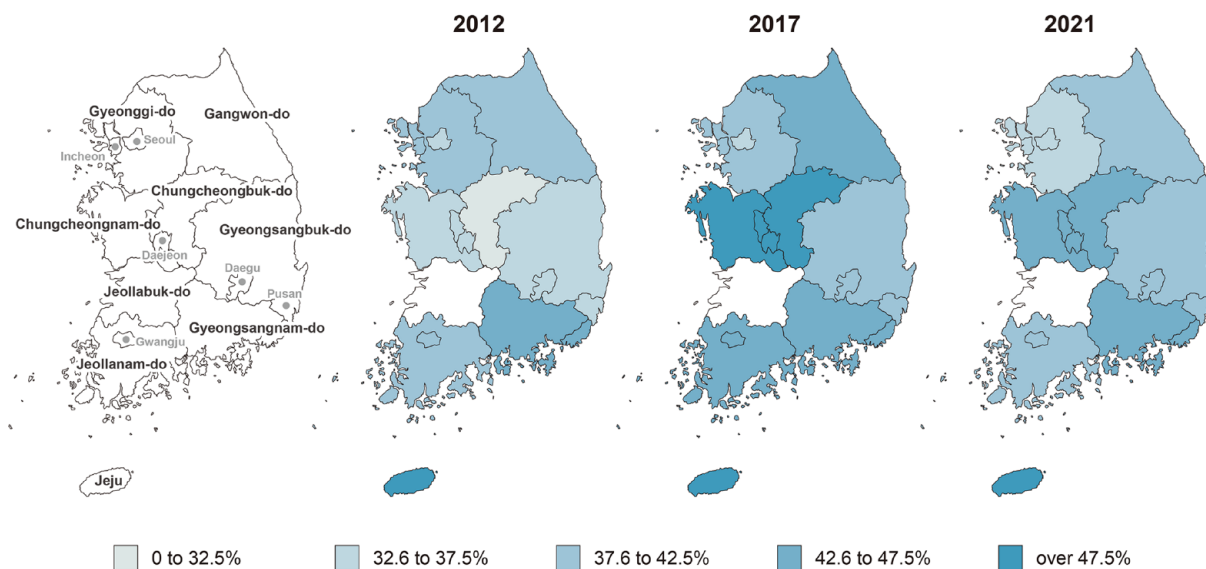 2012
2017
2021
Gyeonggi-do
Gangwon-do
Seoul
Incheon
Chungcheongbuk-do
Chungcheongnam-do
Gyeongsangbuk-do
Daejeon
Daegu
Jeollabuk-do
Pusan
Gyeongsangnam-do
Gwangju
Jeollanam-do
Jeju
0 to 32.5%
32.6 to 37.5%
37.6 to 42.5%
42.6 to 47.5%
over 47.5%